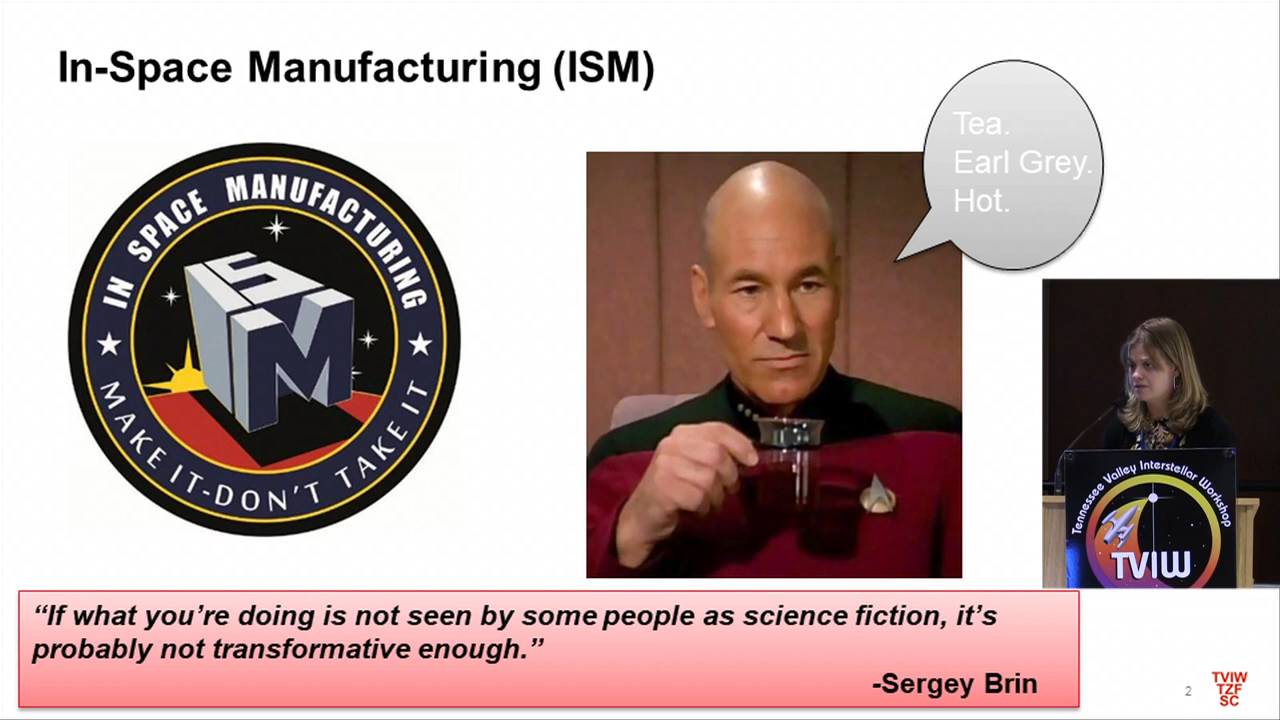 In-Space Manufacturing (ISM)
IN SPACE MANUFACTURING
ISM
MAKE IT-DON'T TAKE IT
Tea.
Earl Grey.
Hot.
Tennessee Valley Interstellar Workshop
TVIW
“If what you’re doing is not seen by some people as science fiction, it’s
probably not transformative enough.”
-Sergey Brin
2
TVIW
TZF
SC